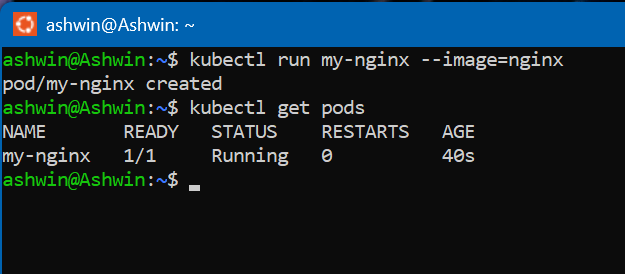 ashwin@Ashwin: ~
ashwin@Ashwin:~$ kubectl run my-nginx --image=nginx
pod/my-nginx created
ashwin@Ashwin:~$ kubectl get pods
NAME       READY   STATUS    RESTARTS   AGE
my-nginx   1/1     Running   0          40s
ashwin@Ashwin:~$